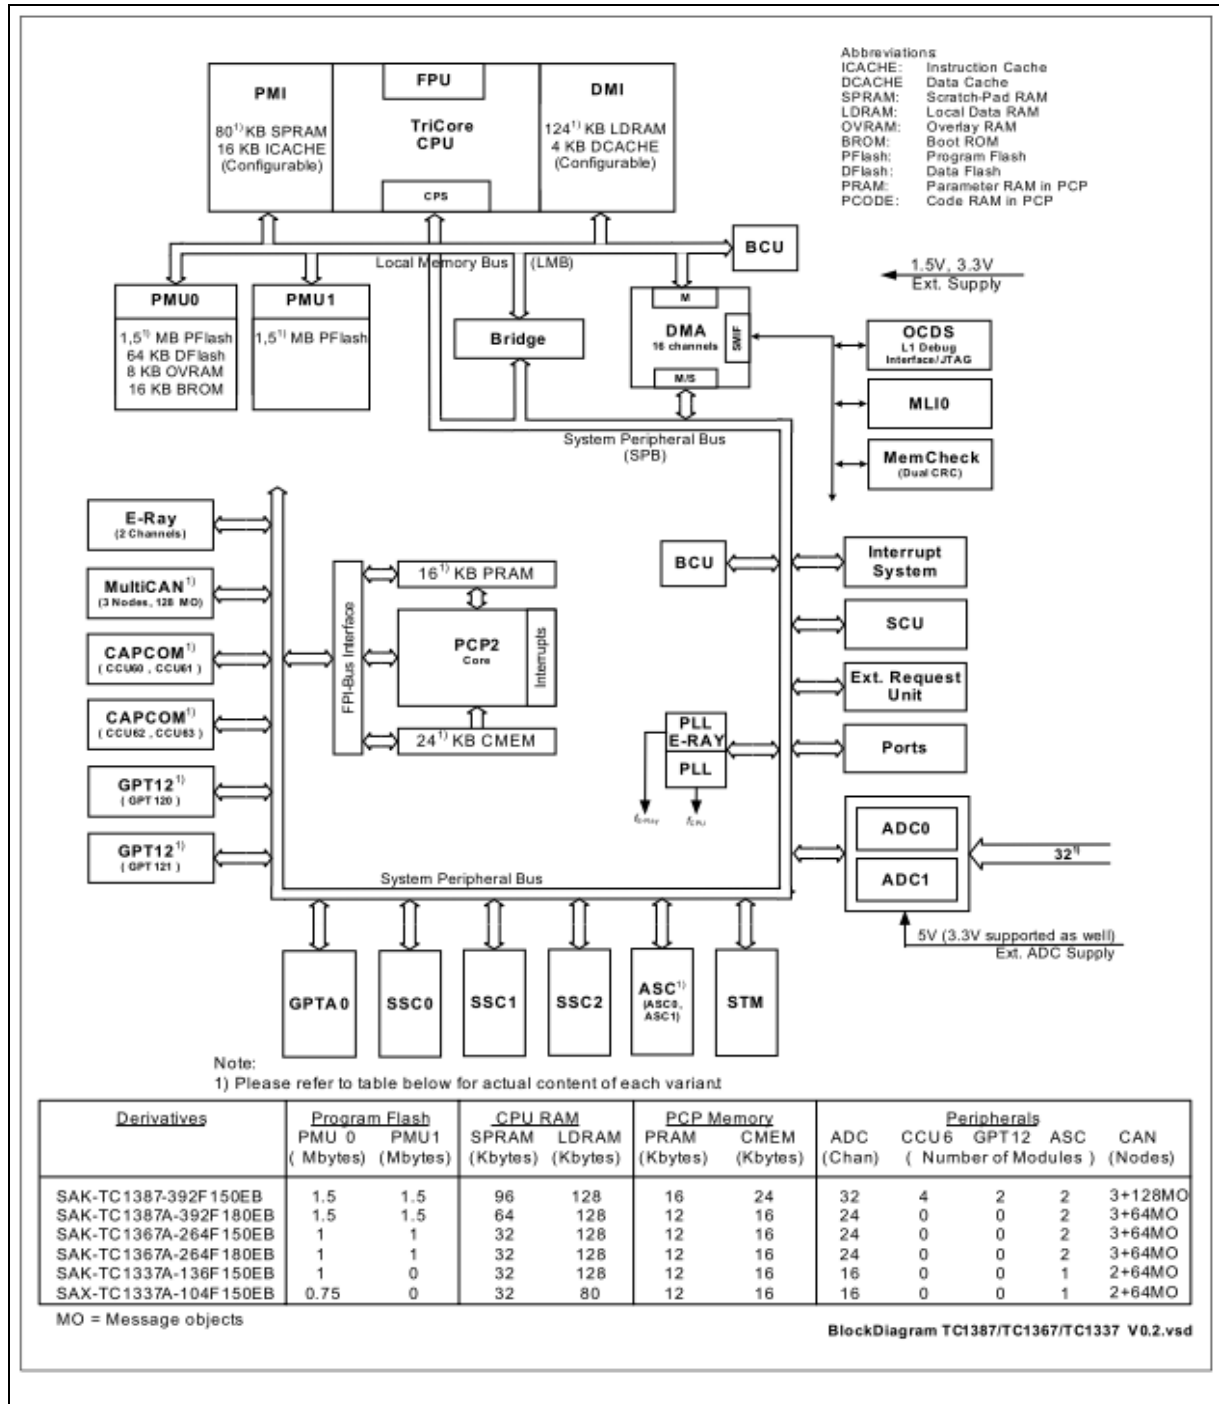 Abbreviations
ICACHE: Instruction Cache
DCACHE Data Cache
SPRAM: Scratch-Pad RAM
LDRAM: Local Data RAM
OVRAM: Overlay RAM
BROM: Boot ROM
PFlash: Program Flash
DFlash: Data Flash
PRAM: Parameter RAM in PCP
PCODE: Code RAM in PCP
PMI
80¹⁾ KB SPRAM
16 KB ICACHE
(Configurable)
FPU
TriCore
CPU
CPS
DMI
124¹⁾ KB LDRAM
4 KB DCACHE
(Configurable)
BCU
Local Memory Bus (LMB)
1.5V, 3.3V
Ext. Supply
PMU0
1,5¹⁾ MB PFlash
64 KB DFlash
8 KB OVRAM
16 KB BROM
PMU1
1,5¹⁾ MB PFlash
Bridge
M
DMA
16 channels
SMIF
M/S
OCDS
L1 Debug
Interface/JTAG
MLI0
MemCheck
(Dual CRC)
System Peripheral Bus
(SPB)
E-Ray
(2 Channels)
MultiCAN¹⁾
(3 Nodes, 128 MO)
CAPCOM¹⁾
( CCU60 , CCU61 )
CAPCOM¹⁾
( CCU62 , CCU63 )
GPT12¹⁾
( GPT120 )
GPT12¹⁾
( GPT121 )
FPI-Bus Interface
16¹⁾ KB PRAM
PCP2
Core
Interrupts
24¹⁾ KB CMEM
BCU
Interrupt
System
SCU
Ext. Request
Unit
Ports
PLL
E-RAY
PLL
ADC0
ADC1
32¹⁾
5V (3.3V supported as well)
Ext. ADC Supply
System Peripheral Bus
GPTA0
SSC0
SSC1
SSC2
ASC¹⁾
(ASC0,
ASC1)
STM
Note:
1) Please refer to table below for actual content of each variant
Derivatives Program Flash CPU RAM PCP Memory Peripherals
PMU 0 PMU1 SPRAM LDRAM PRAM CMEM ADC CCU6 GPT12 ASC CAN
( Mbytes) (Mbytes) (Kbytes) (Kbytes) (Kbytes) (Kbytes) (Chan) ( Number of Modules ) (Nodes)
SAK-TC1387-392F150EB 1.5 1.5 96 128 16 24 32 4 2 2 3+128MO
SAK-TC1387A-392F180EB 1.5 1.5 64 128 12 16 24 0 0 2 3+64MO
SAK-TC1367A-264F150EB 1 1 32 128 12 16 24 0 0 2 3+64MO
SAK-TC1367A-264F180EB 1 1 32 128 12 16 24 0 0 2 3+64MO
SAK-TC1337A-136F150EB 1 0 32 128 12 16 16 0 0 1 2+64MO
SAX-TC1337A-104F150EB 0.75 0 32 80 12 16 16 0 0 1 2+64MO
MO = Message objects
BlockDiagram TC1387/TC1367/TC1337 V0.2.vsd